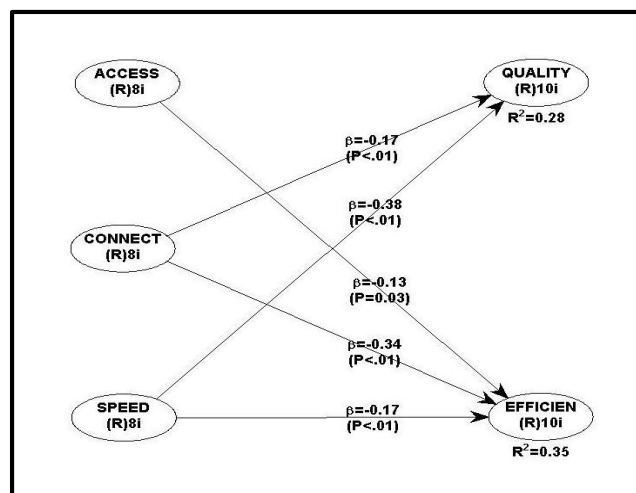 ACCESS
(R)8i
QUALITY
(R)10i
R²=0.28
β=-0.17
(P<.01)
β=-0.38
(P<.01)
CONNECT
(R)8i
β=-0.13
(P=0.03)
β=-0.34
(P<.01)
SPEED
(R)8i
β=-0.17
(P<.01)
EFFICIEN
(R)10i
R²=0.35